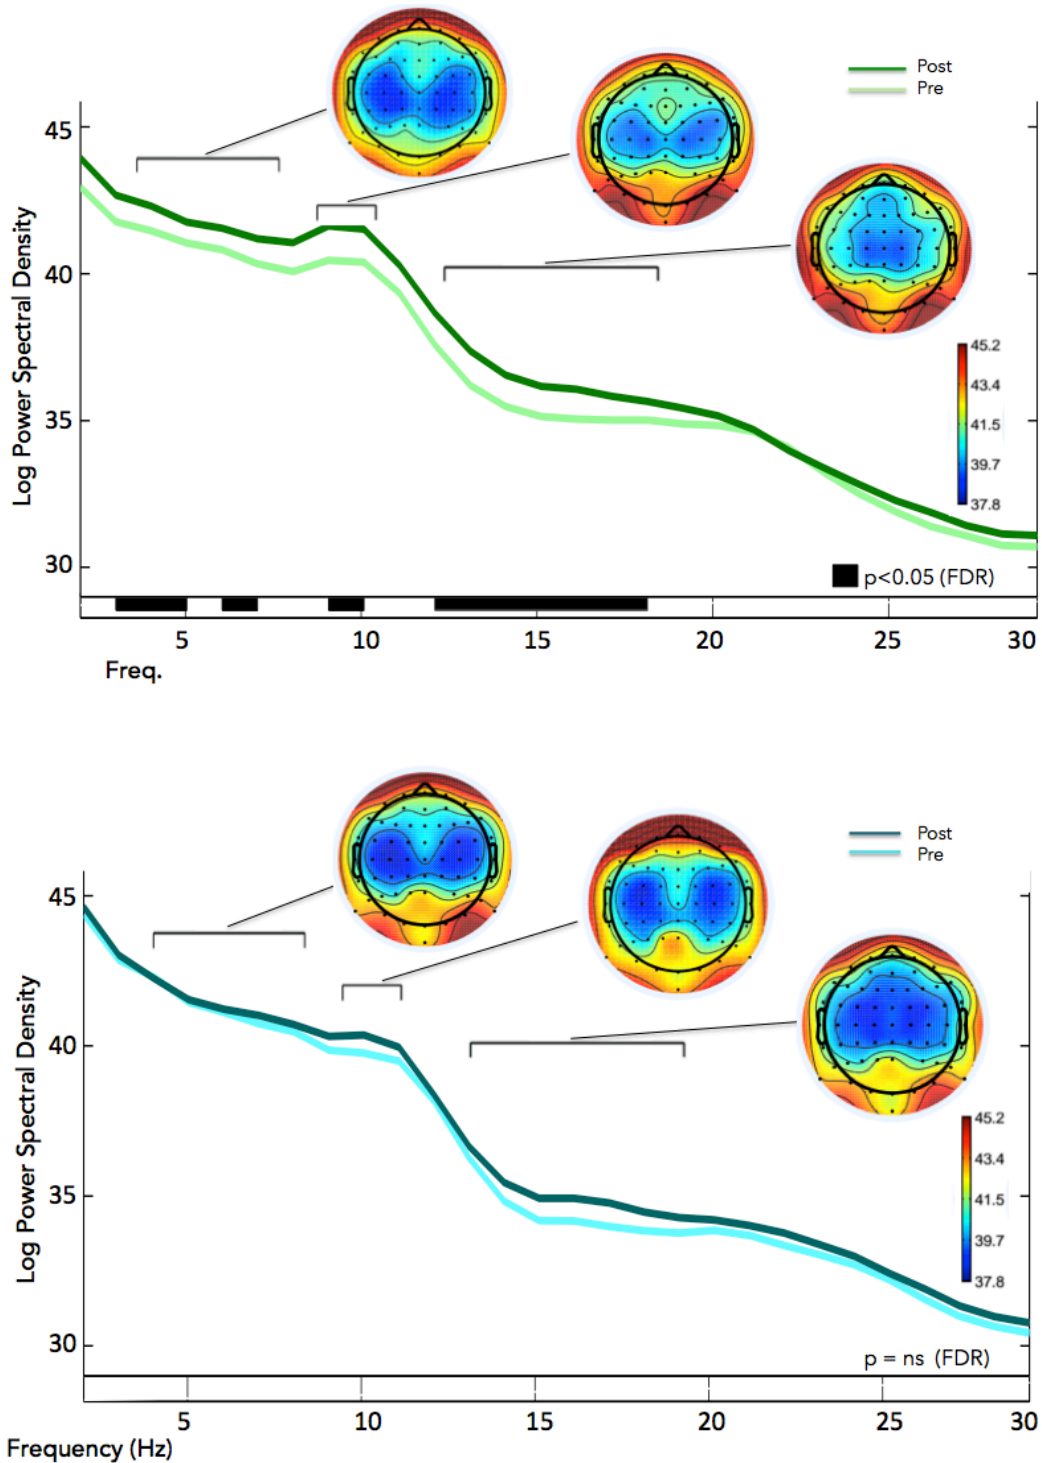 Post
Pre
45
40
35
30
Log Power Spectral Density
45.2
43.4
41.5
39.7
37.8
p<0.05 (FDR)
5 10 15 20 25 30
Freq.
Post
Pre
45
40
35
30
Log Power Spectral Density
45.2
43.4
41.5
39.7
37.8
p = ns (FDR)
5 10 15 20 25 30
Frequency (Hz)